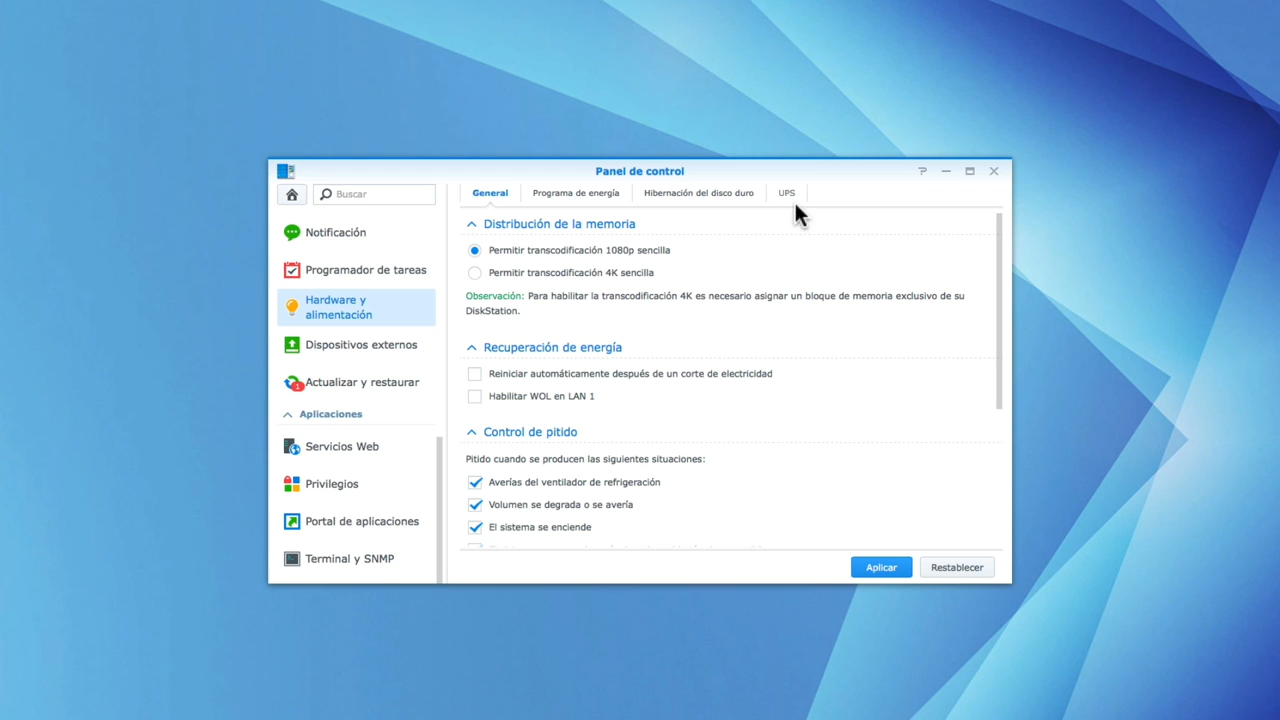 Panel de control
Buscar
General
Programa de energía
Hibernación del disco duro
UPS
Notificación
Programador de tareas
Hardware y
alimentación
Dispositivos externos
1
Actualizar y restaurar
Aplicaciones
Servicios Web
Privilegios
Portal de aplicaciones
Terminal y SNMP
Distribución de la memoria
Permitir transcodificación 1080p sencilla
Permitir transcodificación 4K sencilla
Observación: Para habilitar la transcodificación 4K es necesario asignar un bloque de memoria exclusivo de su
DiskStation.
Recuperación de energía
Reiniciar automáticamente después de un corte de electricidad
Habilitar WOL en LAN 1
Control de pitido
Pitido cuando se producen las siguientes situaciones:
Averías del ventilador de refrigeración
Volumen se degrada o se avería
El sistema se enciende
Aplicar
Restablecer